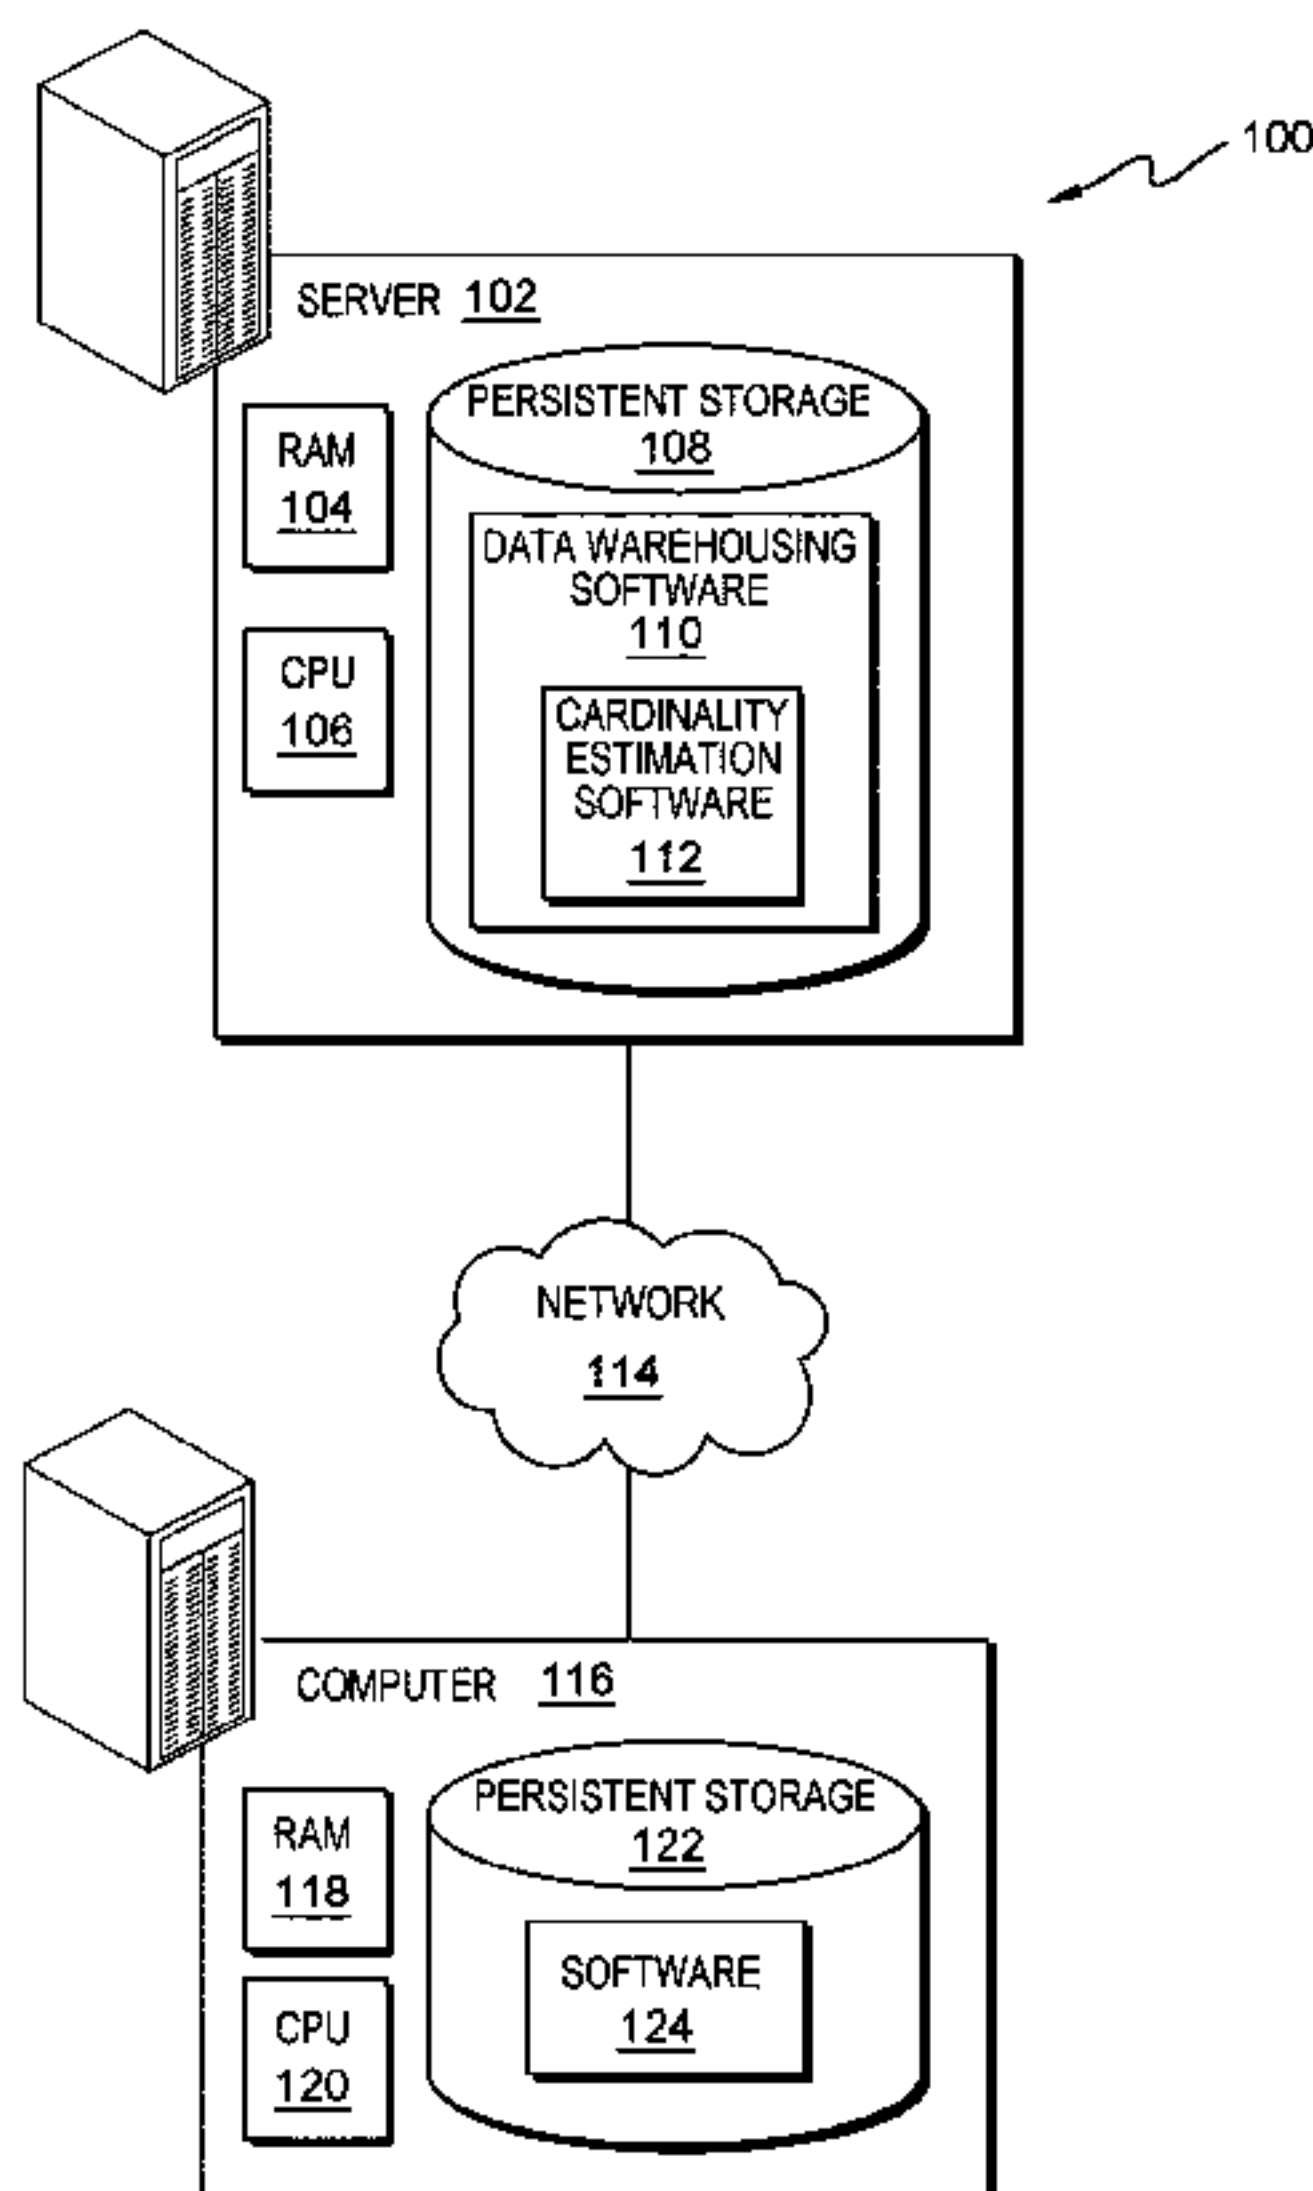 100
SERVER 102
PERSISTENT STORAGE
108
RAM
104
DATA WAREHOUSING
SOFTWARE
110
CPU
106
CARDINALITY
ESTIMATION
SOFTWARE
112
NETWORK
114
COMPUTER 116
PERSISTENT STORAGE
122
RAM
118
SOFTWARE
124
CPU
120